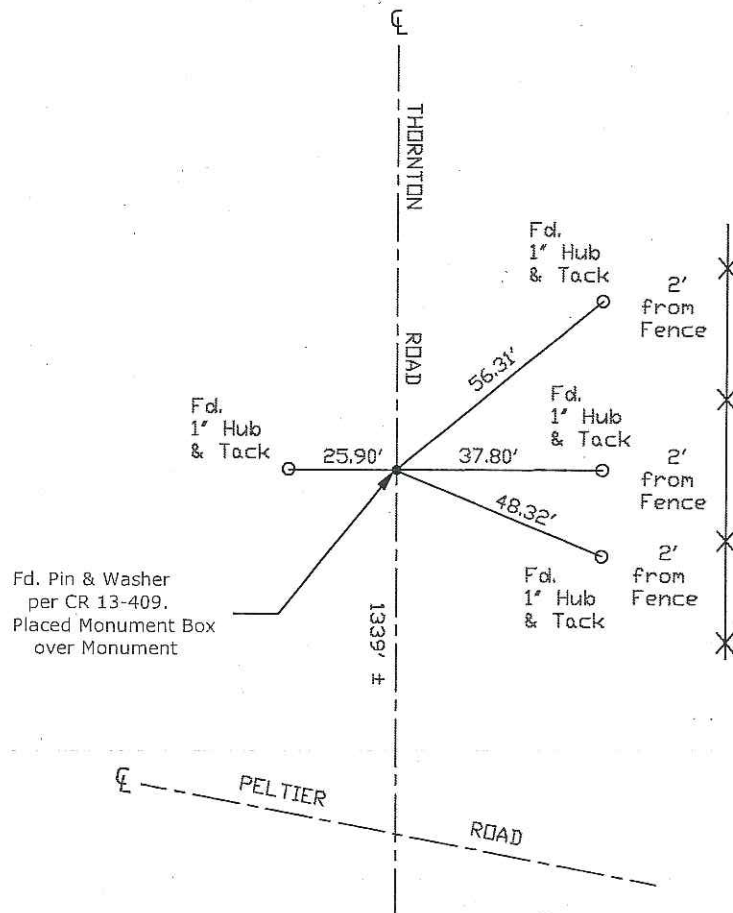 ℄
THORNTON
ROAD
Fd.
1" Hub
& Tack
2'
from
Fence
56.31'
Fd.
1" Hub
& Tack
25.90'
37.80'
Fd.
1" Hub
& Tack
2'
from
Fence
48.32'
Fd.
1" Hub
& Tack
2'
from
Fence
Fd. Pin & Washer
per CR 13-409.
Placed Monument Box
over Monument
1339' ±
℄
PELTIER
ROAD